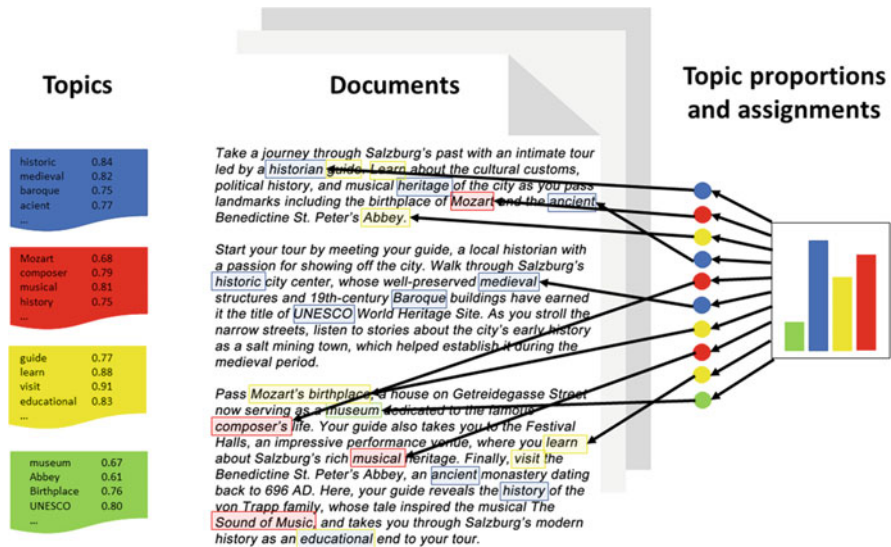 Topics
Documents
Topic proportions
and assignments
historic 0.84
medieval 0.82
baroque 0.75
acient 0.77
...
Mozart 0.68
composer 0.79
musical 0.81
history 0.75
...
guide 0.77
learn 0.88
visit 0.91
educational 0.83
...
museum 0.67
Abbey 0.61
Birthplace 0.76
UNESCO 0.80
...
Take a journey through Salzburg's past with an intimate tour
led by a historian guide. Learn about the cultural customs,
political history, and musical heritage of the city as you pass
landmarks including the birthplace of Mozart and the ancient
Benedictine St. Peter's Abbey.
Start your tour by meeting your guide, a local historian with
a passion for showing off the city. Walk through Salzburg's
historic city center, whose well-preserved medieval
structures and 19th-century Baroque buildings have earned
it the title of UNESCO World Heritage Site. As you stroll the
narrow streets, listen to stories about the city's early history
as a salt mining town, which helped establish it during the
medieval period.
Pass Mozart's birthplace, a house on Getreidegasse Street
now serving as a museum dedicated to the famous
composer's life. Your guide also takes you to the Festival
Halls, an impressive performance venue, where you learn
about Salzburg's rich musical heritage. Finally, visit the
Benedictine St. Peter's Abbey, an ancient monastery dating
back to 696 AD. Here, your guide reveals the history of the
von Trapp family, whose tale inspired the musical The
Sound of Music, and takes you through Salzburg's modern
history as an educational end to your tour.